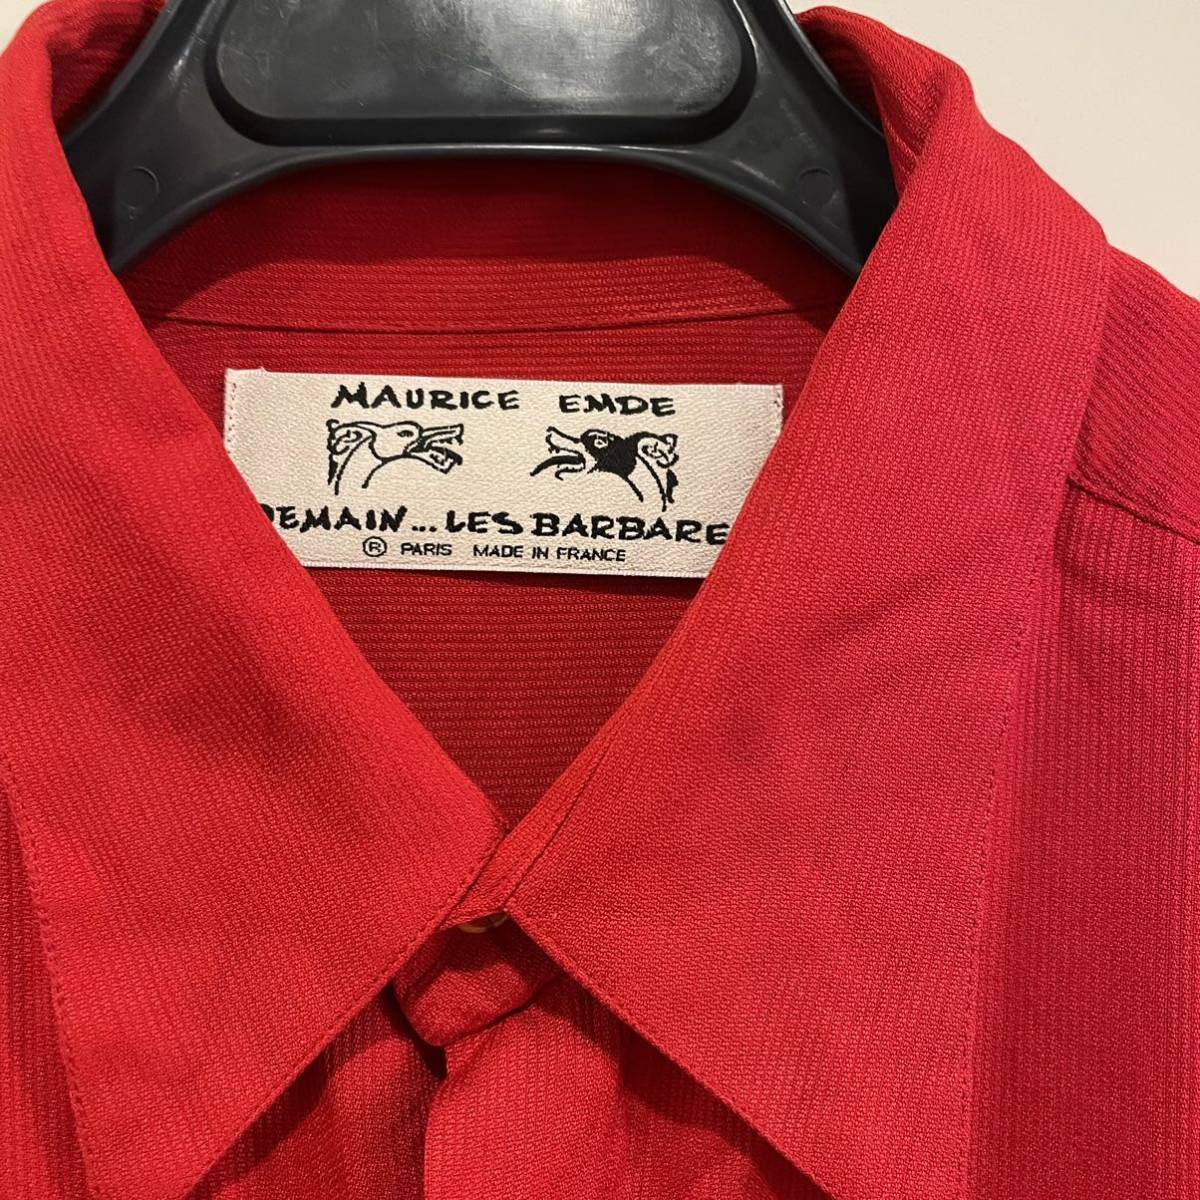 MAURICE EMDE
DEMAIN... LES BARBARE
® PARIS MADE IN FRANCE